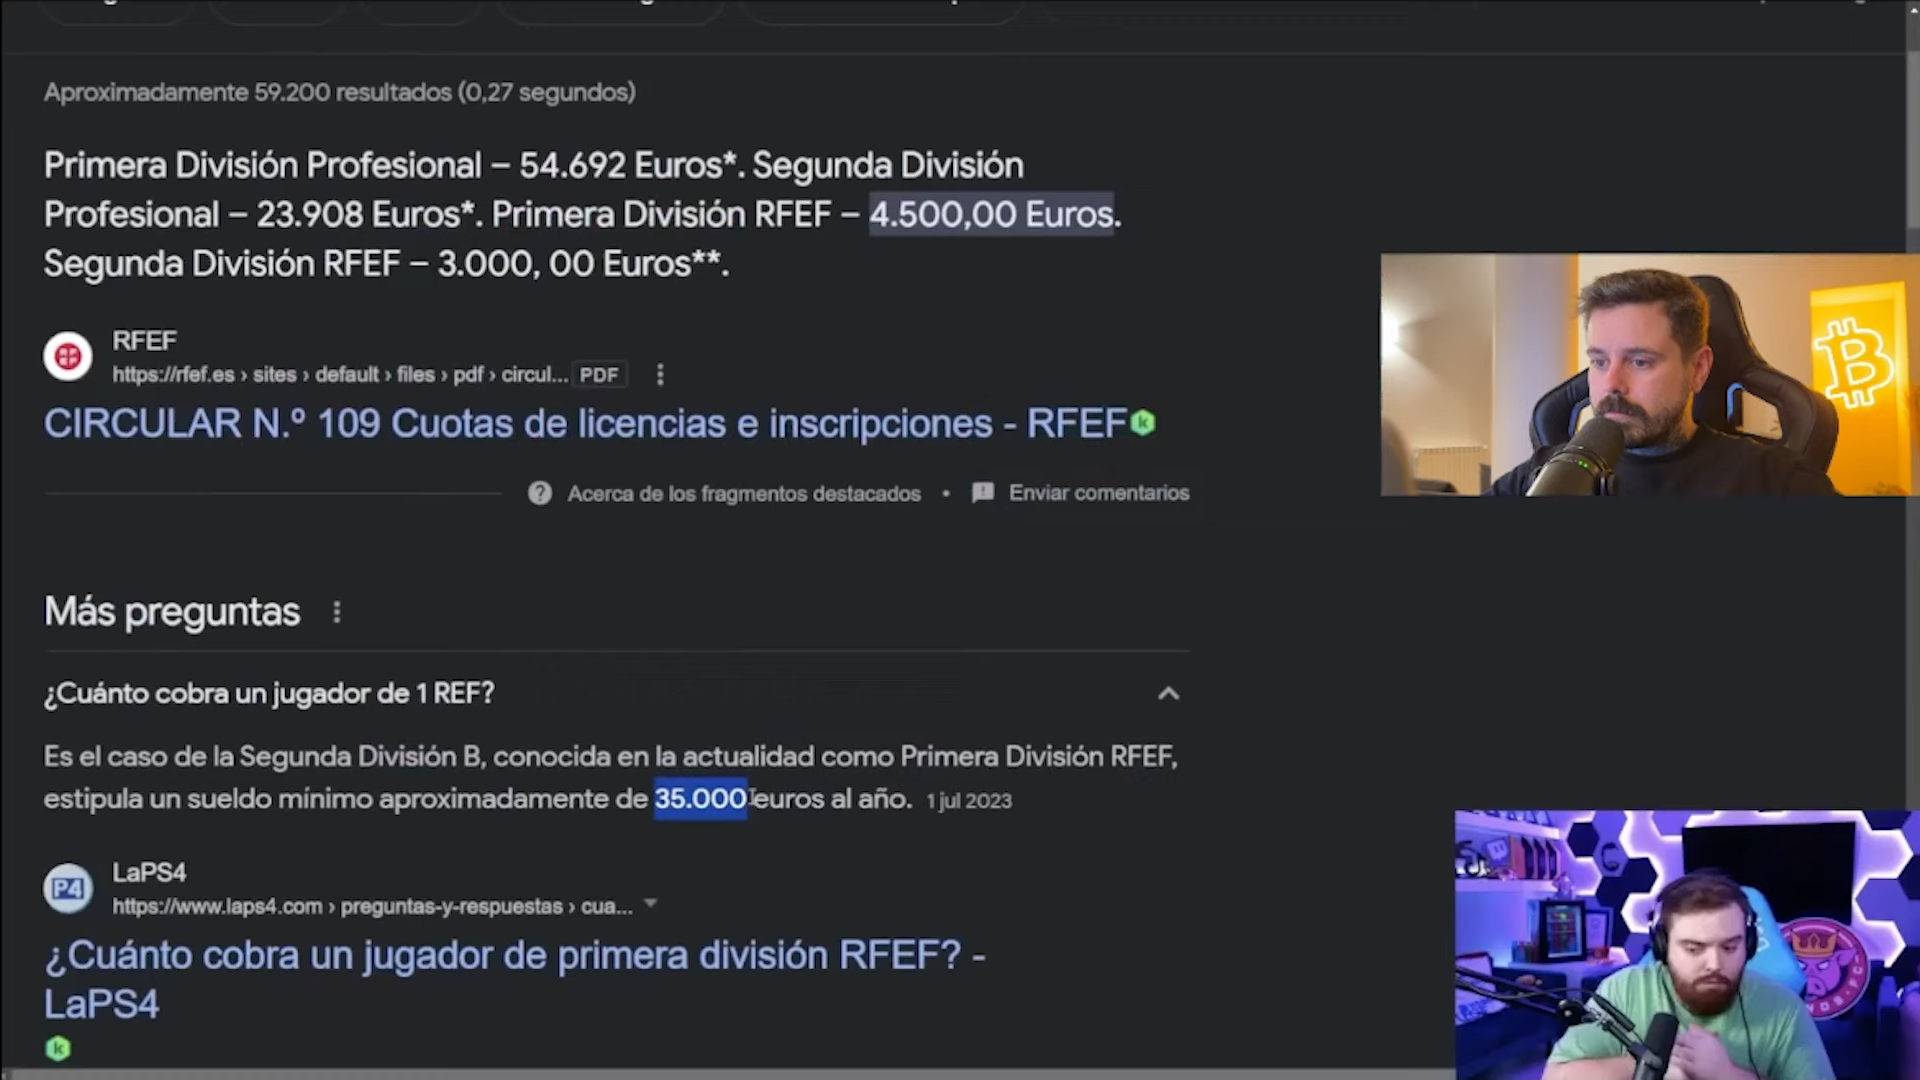 Aproximadamente 59.200 resultados (0,27 segundos)
Primera División Profesional – 54.692 Euros*. Segunda División
Profesional – 23.908 Euros*. Primera División RFEF – 4.500,00 Euros.
Segunda División RFEF – 3.000, 00 Euros**.
RFEF
https://rfef.es › sites › default › files › pdf › circul... PDF
CIRCULAR N.º 109 Cuotas de licencias e inscripciones - RFEF
Acerca de los fragmentos destacados • Enviar comentarios
Más preguntas
¿Cuánto cobra un jugador de 1 REF?
Es el caso de la Segunda División B, conocida en la actualidad como Primera División RFEF,
estipula un sueldo mínimo aproximadamente de 35.000 euros al año. 1 jul 2023
P4
LaPS4
https://www.laps4.com › preguntas-y-respuestas › cua...
¿Cuánto cobra un jugador de primera división RFEF? -
LaPS4